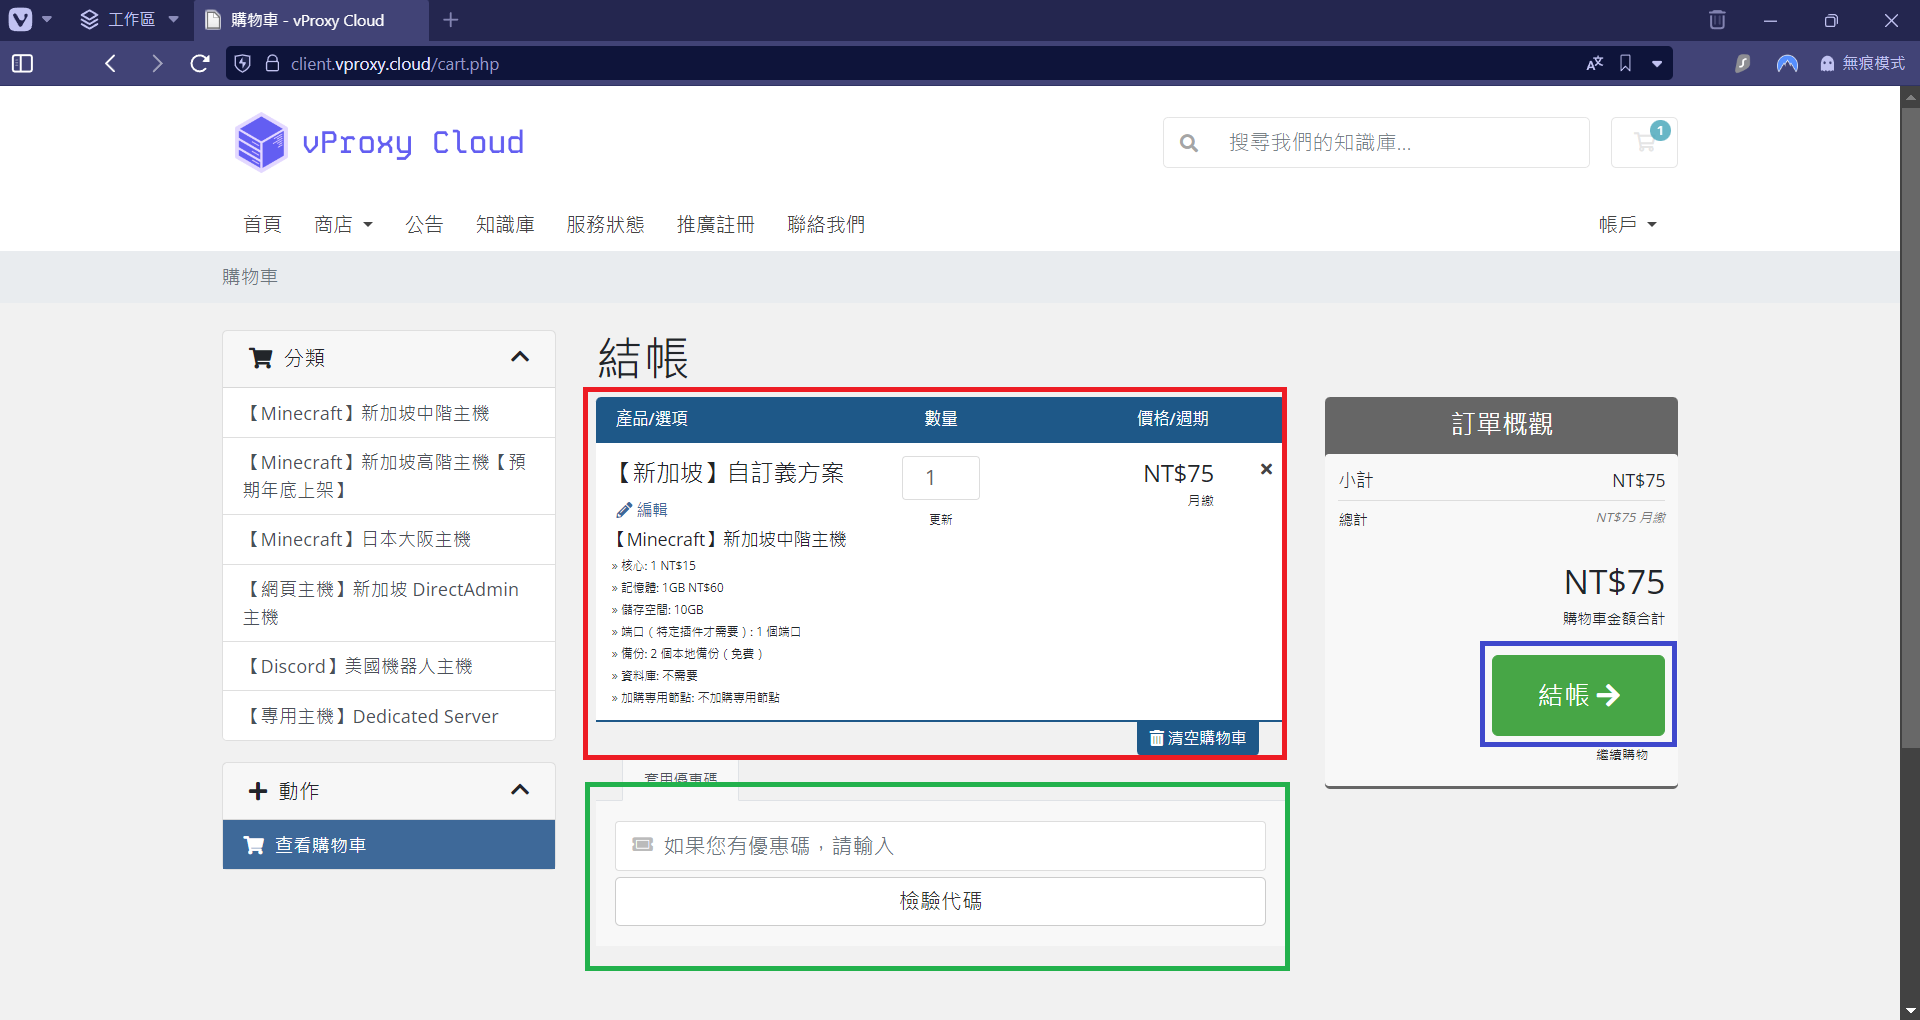 工作區
購物車 - vProxy Cloud
client.vproxy.cloud/cart.php
無痕模式
vProxy Cloud
搜尋我們的知識庫...
1
首頁
商店
公告
知識庫
服務狀態
推廣註冊
聯絡我們
帳戶
購物車
分類
【Minecraft】新加坡中階主機
【Minecraft】新加坡高階主機【預
期年底上架】
【Minecraft】日本大阪主機
【網頁主機】新加坡 DirectAdmin
主機
【Discord】美國機器人主機
【專用主機】Dedicated Server
動作
查看購物車
結帳
產品/選項
數量
價格/週期
【新加坡】自訂義方案
1
NT$75
編輯
更新
月繳
【Minecraft】新加坡中階主機
» 核心: 1 NT$15
» 記憶體: 1GB NT$60
» 儲存空間: 10GB
» 端口（特定插件才需要）: 1 個端口
» 備份: 2 個本地備份（免費）
» 資料庫: 不需要
» 加購專用節點: 不加購專用節點
清空購物車
套用優惠碼
如果您有優惠碼，請輸入
檢驗代碼
訂單概觀
小計
NT$75
總計
NT$75 月繳
NT$75
購物車金額合計
結帳
繼續購物